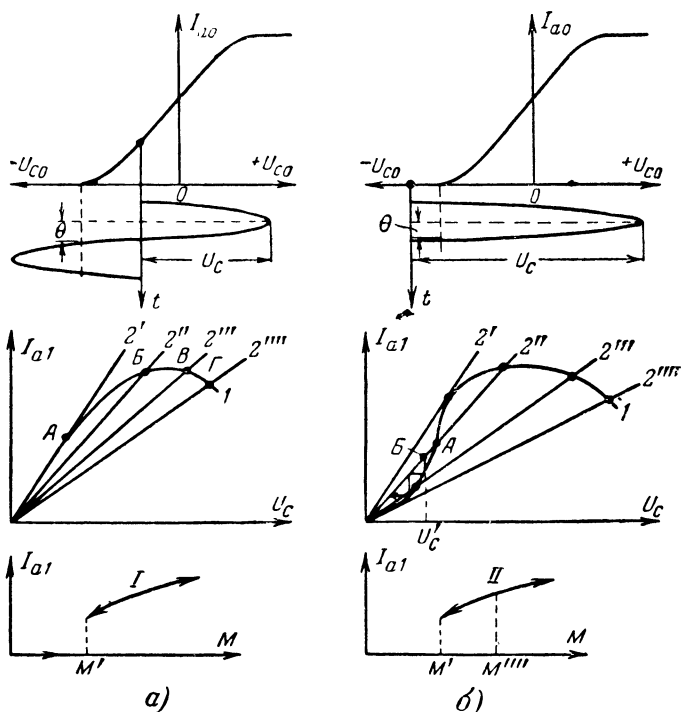 I_a0
-U_c0 0 +U_c0
θ
U_c
t
I_a0
-U_c0 0 +U_c0
θ
U_c
t
I_a1
2' 2'' 2''' 2''''
А Б В Г 1
U_c
I_a1
2' 2'' 2''' 2''''
Б А 1
U'_c U_c
I_a1
I
M' M
а)
I_a1
II
M' M'''' M
б)